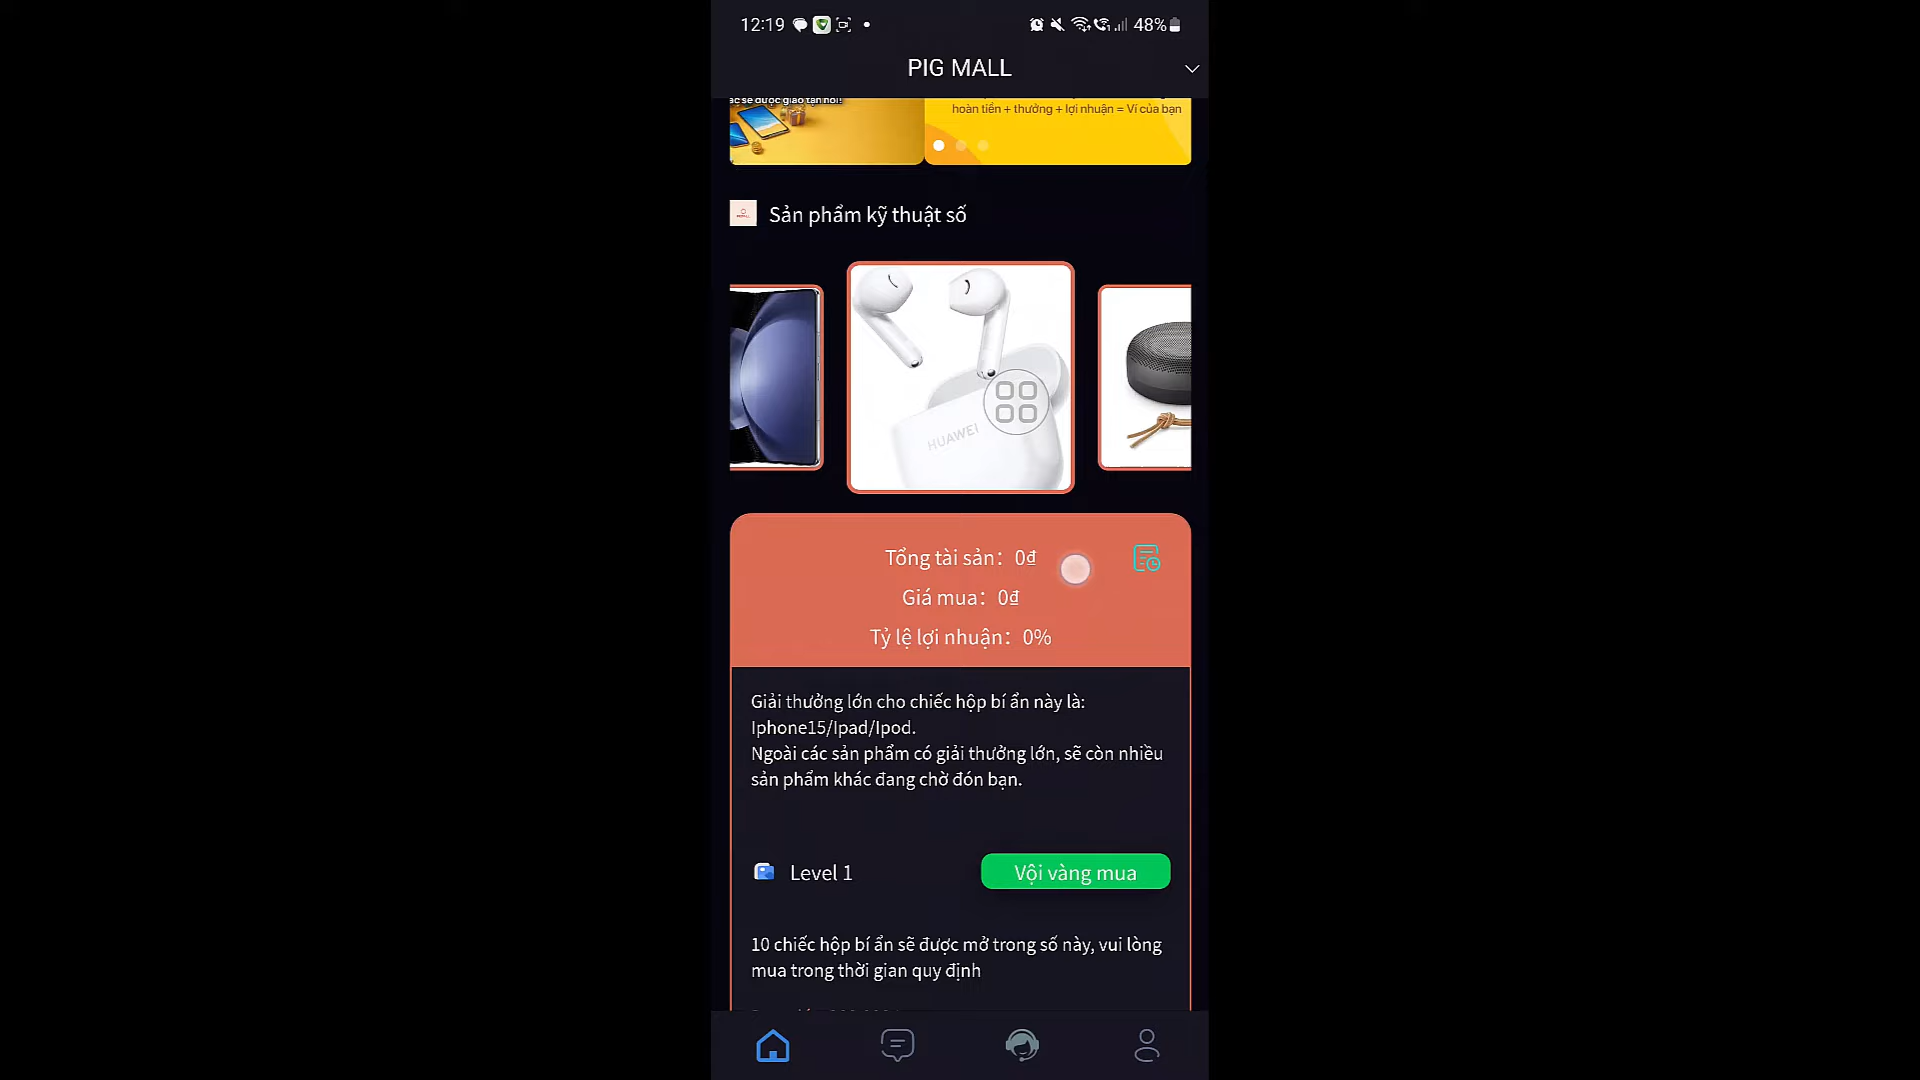 12:19
48%
PIG MALL
ác sẽ được giao tận nơi!
hoàn tiền + thưởng + lợi nhuận = Ví của bạn
Sản phẩm kỹ thuật số
HUAWEI
Tổng tài sản: 0₫
Giá mua: 0₫
Tỷ lệ lợi nhuận: 0%
Giải thưởng lớn cho chiếc hộp bí ẩn này là:
Iphone15/Ipad/Ipod.
Ngoài các sản phẩm có giải thưởng lớn, sẽ còn nhiều
sản phẩm khác đang chờ đón bạn.
Level 1
Vội vàng mua
10 chiếc hộp bí ẩn sẽ được mở trong số này, vui lòng
mua trong thời gian quy định